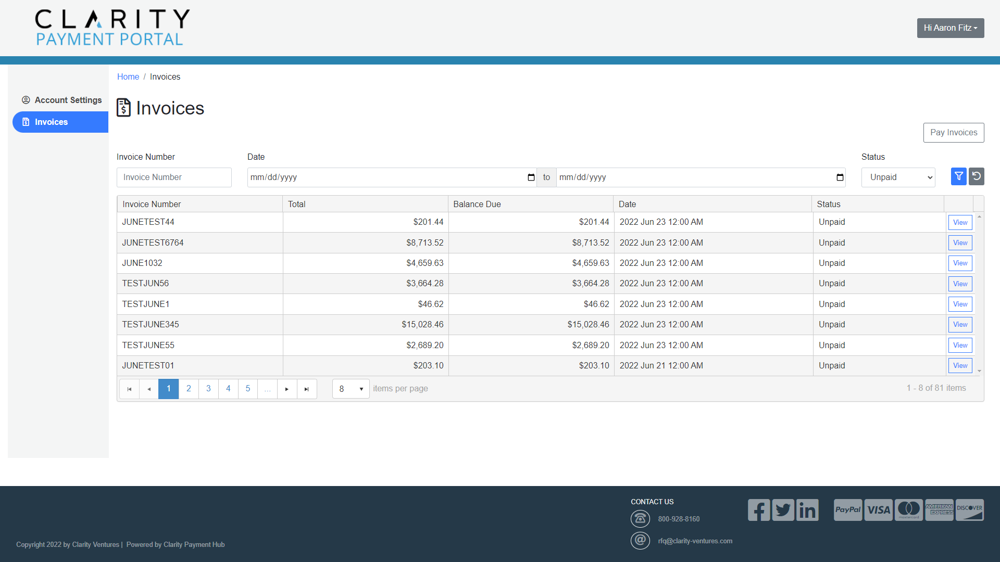 CLARITY
PAYMENT PORTAL
Hi Aaron Fitz
Home / Invoices
Account Settings
Invoices
Invoices
Pay Invoices
Invoice Number Date Status
Invoice Number mm/dd/yyyy to mm/dd/yyyy Unpaid
Invoice Number Total Balance Due Date Status
JUNETEST44 $201.44 $201.44 2022 Jun 23 12:00 AM Unpaid View
JUNETEST6764 $8,713.52 $8,713.52 2022 Jun 23 12:00 AM Unpaid View
JUNE1032 $4,659.63 $4,659.63 2022 Jun 23 12:00 AM Unpaid View
TESTJUN56 $3,664.28 $3,664.28 2022 Jun 23 12:00 AM Unpaid View
TESTJUNE1 $46.62 $46.62 2022 Jun 23 12:00 AM Unpaid View
TESTJUNE345 $15,028.46 $15,028.46 2022 Jun 23 12:00 AM Unpaid View
TESTJUNE55 $2,689.20 $2,689.20 2022 Jun 23 12:00 AM Unpaid View
JUNETEST01 $203.10 $203.10 2022 Jun 21 12:00 AM Unpaid View
1 2 3 4 5 ... 8 items per page 1 - 8 of 81 items
CONTACT US
800-928-8160
rfq@clarity-ventures.com
PayPal VISA mastercard AMERICAN EXPRESS DISCOVER
Copyright 2022 by Clarity Ventures | Powered by Clarity Payment Hub